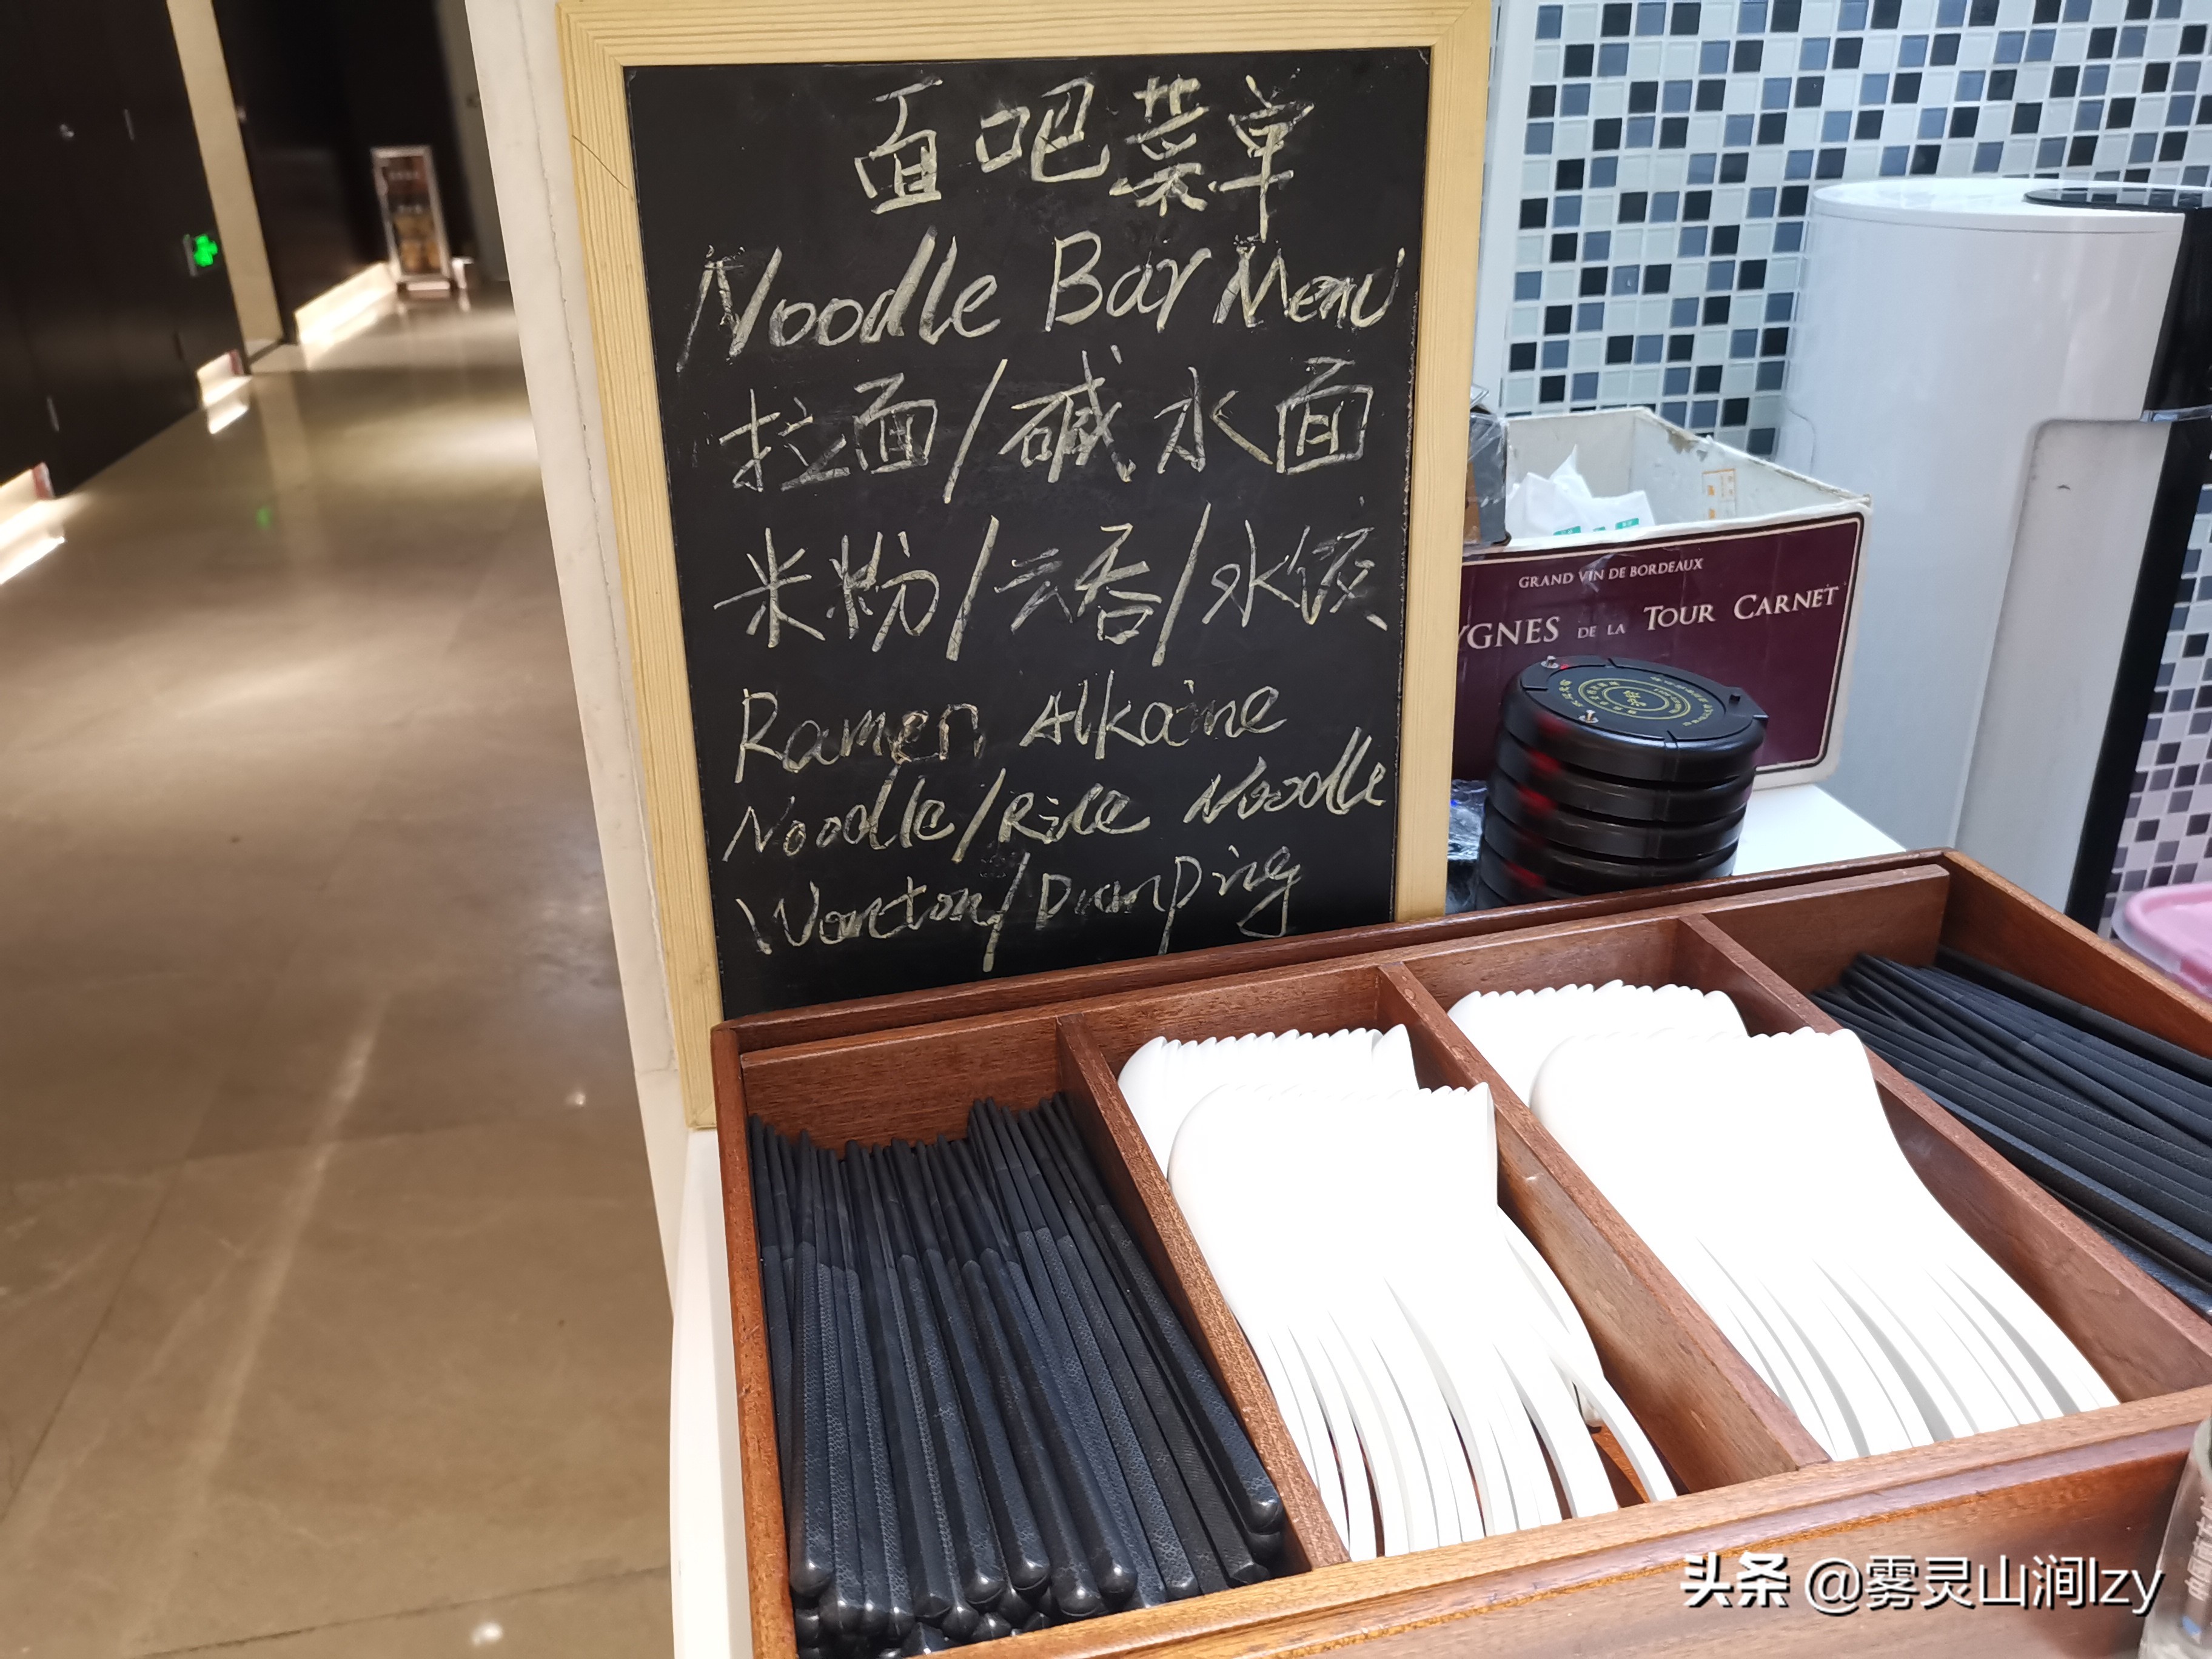 面吧菜单
Noodle Bar Menu
拉面/碱水面
米粉/云吞/水饺
Ramen Alkaine
Noodle/Rice Noodle
Wonton/Dumping
GRAND VIN DE BORDEAUX
YGNES DE LA TOUR CARNET
头条 @雾灵山涧lzy